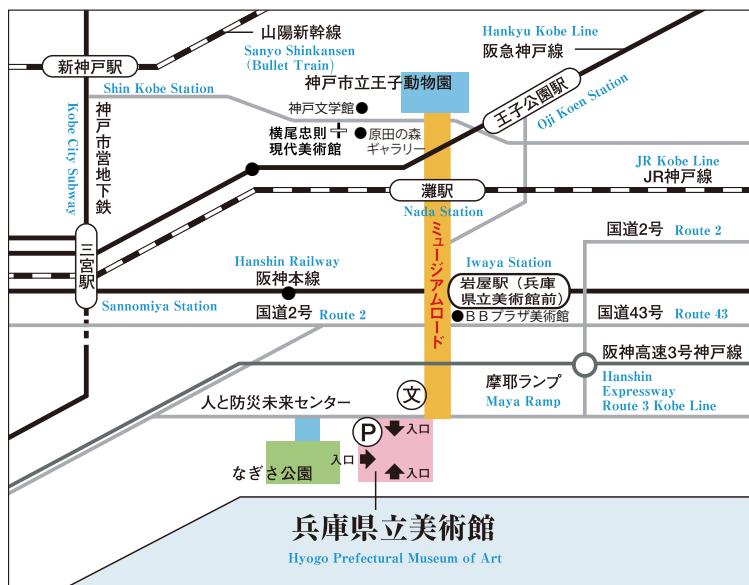 山陽新幹線
Sanyo Shinkansen
(Bullet Train)
Hankyu Kobe Line
阪急神戸線
新神戸駅
Shin Kobe Station
神戸市立王子動物園
神戸文学館
横尾忠則
現代美術館
原田の森
ギャラリー
王子公園駅
Oji Koen Station
神戸市営地下鉄
Kobe City Subway
JR Kobe Line
JR神戸線
灘駅
Nada Station
ミュージアムロード
国道2号 Route 2
三宮駅
Sannomiya Station
Hanshin Railway
阪神本線
Iwaya Station
岩屋駅（兵庫
県立美術館前）
国道2号 Route 2
BBプラザ美術館
国道43号 Route 43
阪神高速3号神戸線
Hanshin
Expressway
Route 3 Kobe Line
摩耶ランプ
Maya Ramp
文
人と防災未来センター
P
入口
入口
入口
なぎさ公園
兵庫県立美術館
Hyogo Prefectural Museum of Art